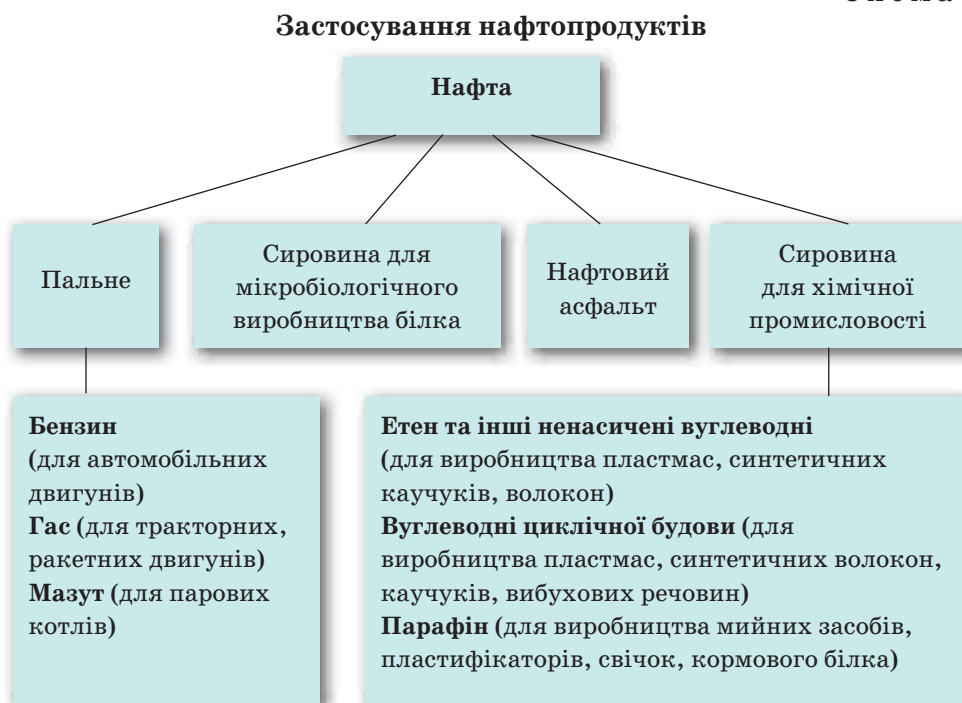 Схема
Застосування нафтопродуктів
Нафта
Пальне
Сировина для
мікробіологічного
виробництва білка
Нафтовий
асфальт
Сировина
для хімічної
промисловості
Бензин
(для автомобільних
двигунів)
Гас (для тракторних,
ракетних двигунів)
Мазут (для парових
котлів)
Етен та інші ненасичені вуглеводні
(для виробництва пластмас, синтетичних
каучуків, волокон)
Вуглеводні циклічної будови (для
виробництва пластмас, синтетичних волокон,
каучуків, вибухових речовин)
Парафін (для виробництва мийних засобів,
пластифікаторів, свічок, кормового білка)